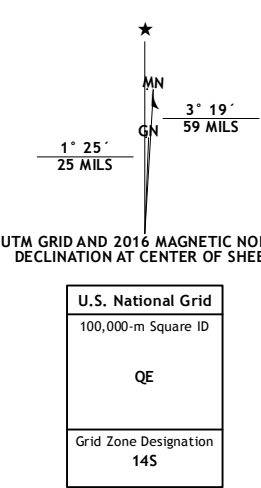 ★
MN
3° 19´
GN
59 MILS
1° 25´
25 MILS
UTM GRID AND 2016 MAGNETIC NO
DECLINATION AT CENTER OF SHEE
U.S. National Grid
100,000-m Square ID
QE
Grid Zone Designation
14S